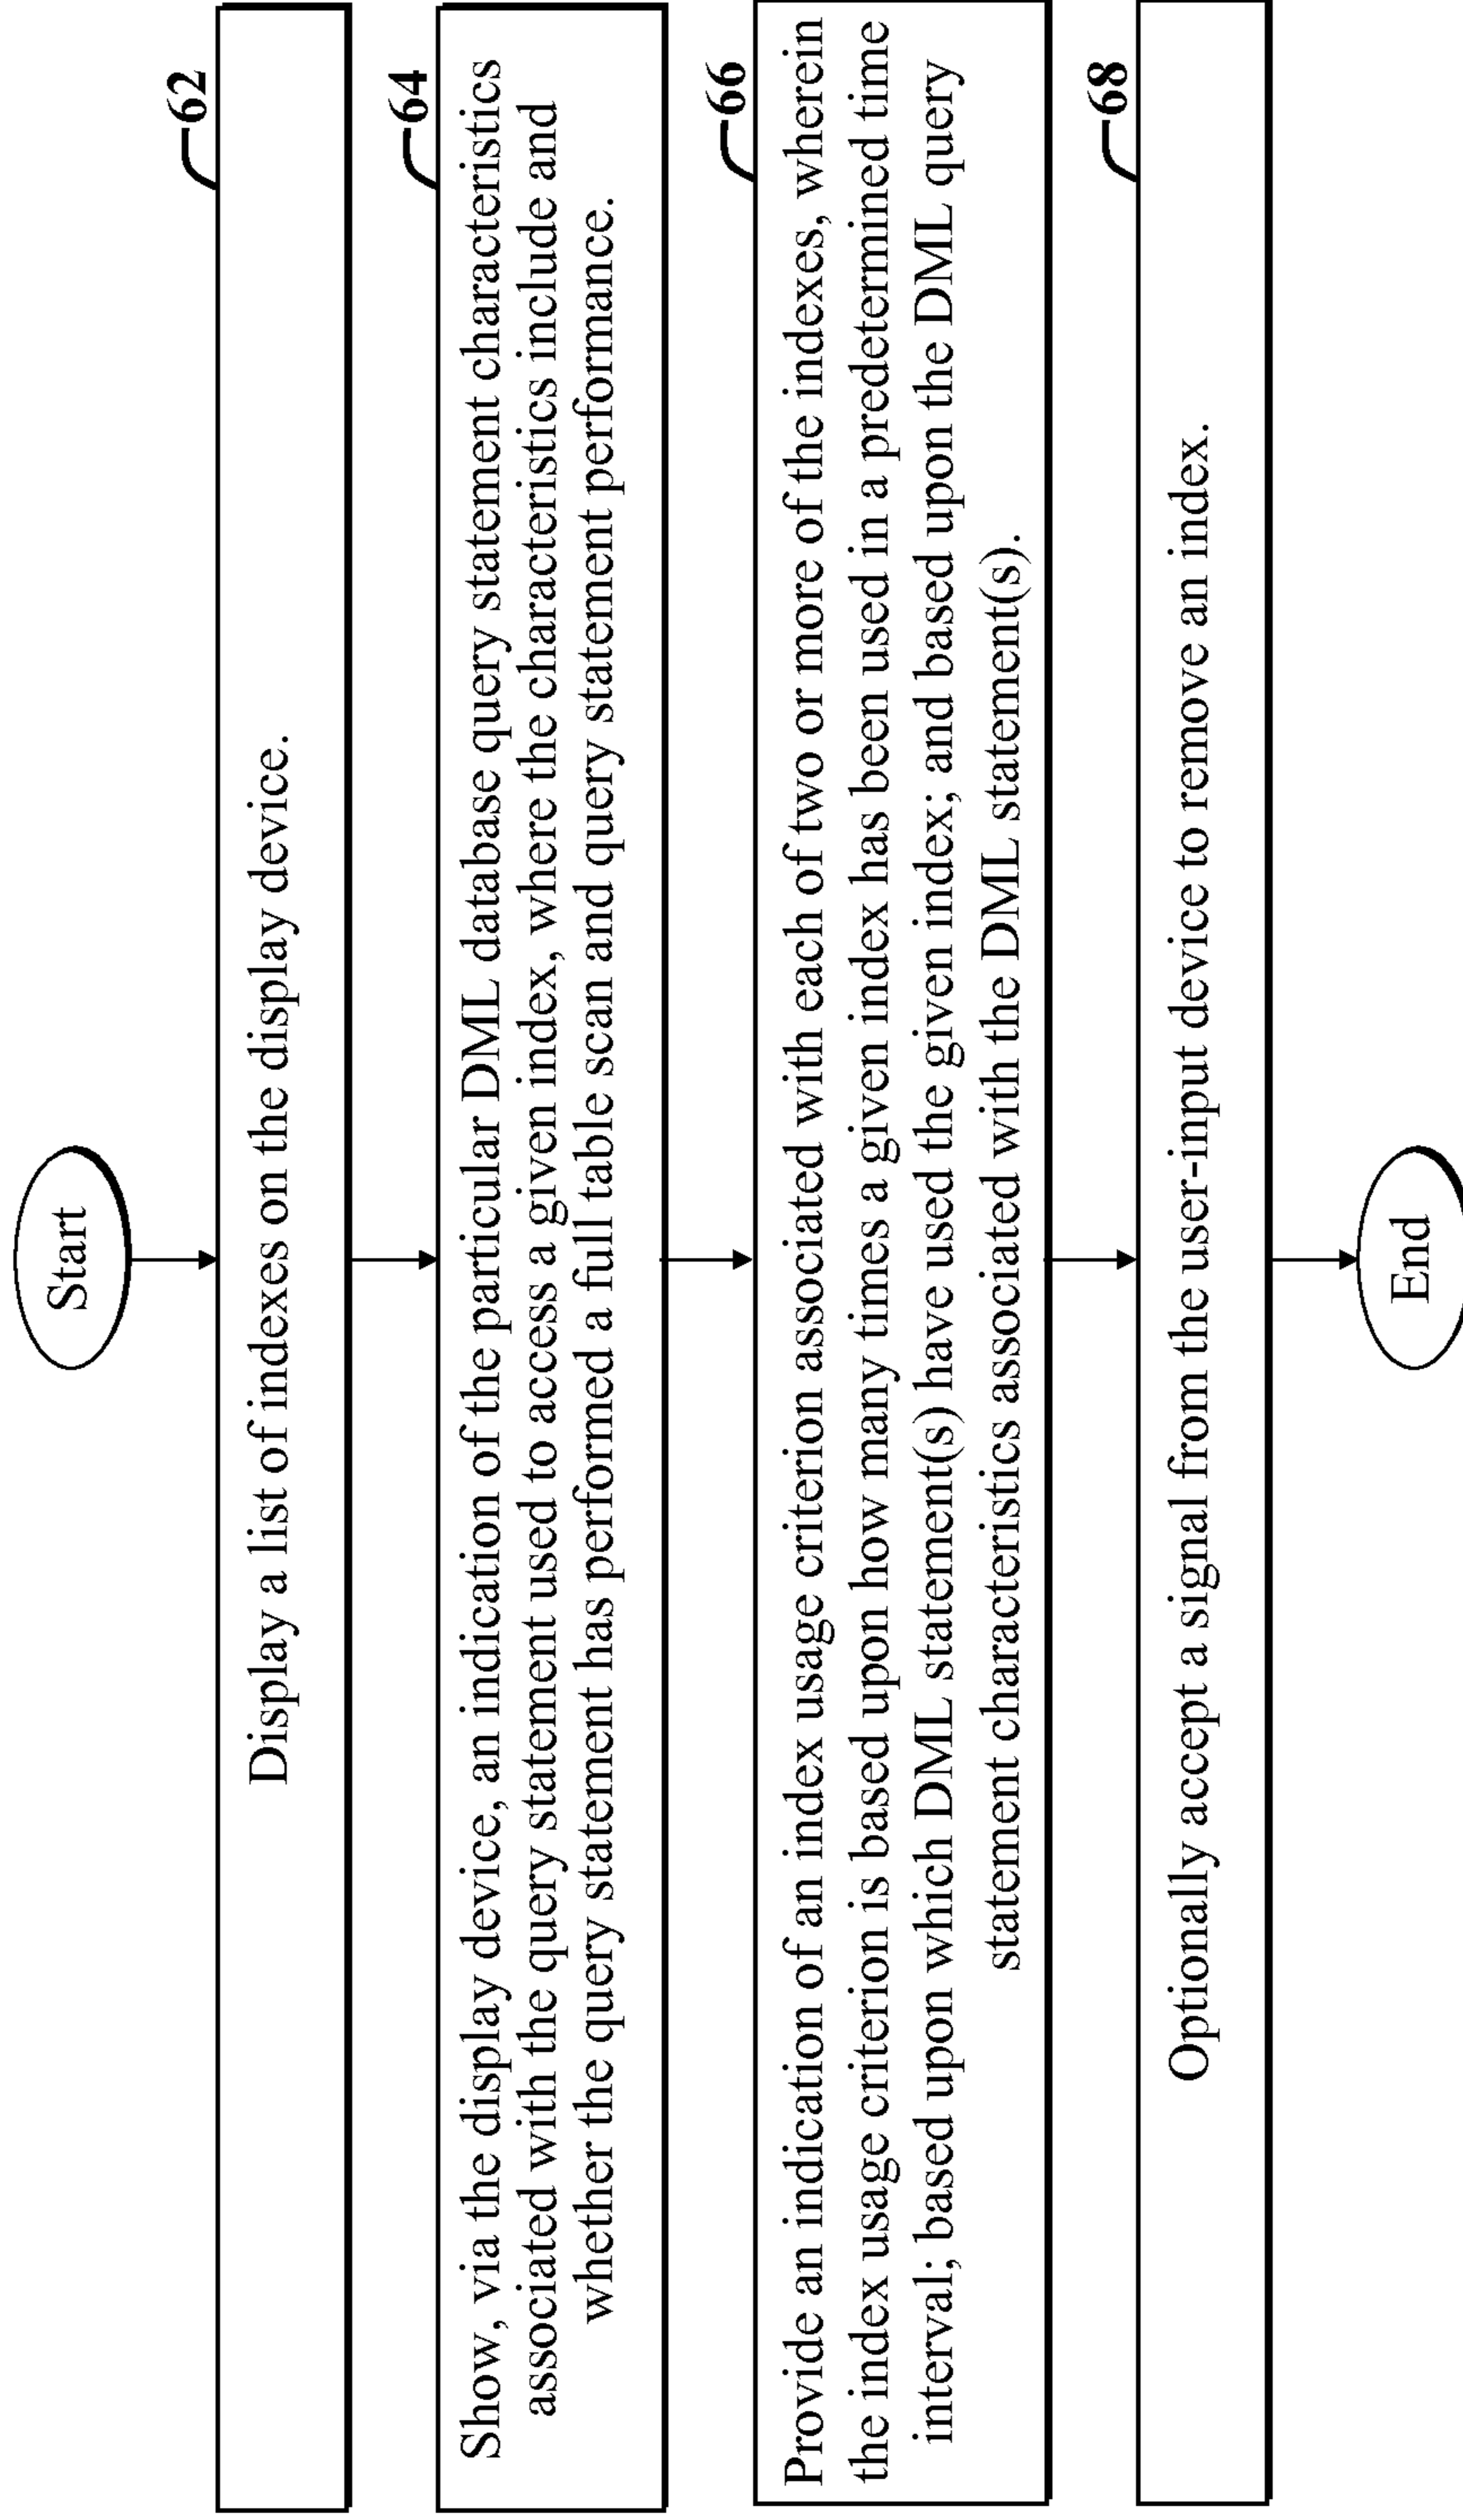 Start
62
Display a list of indexes on the display device.
64
Show, via the display device, an indication of the particular DML database query statement characteristics
associated with the query statement used to access a given index, where the characteristics include and
whether the query statement has performed a full table scan and query statement performance.
66
Provide an indication of an index usage criterion associated with each of two or more of the indexes, wherein
the index usage criterion is based upon how many times a given index has been used in a predetermined time
interval; based upon which DML statement(s) have used the given index; and based upon the DML query
statement characteristics associated with the DML statement(s).
68
Optionally accept a signal from the user-input device to remove an index.
End